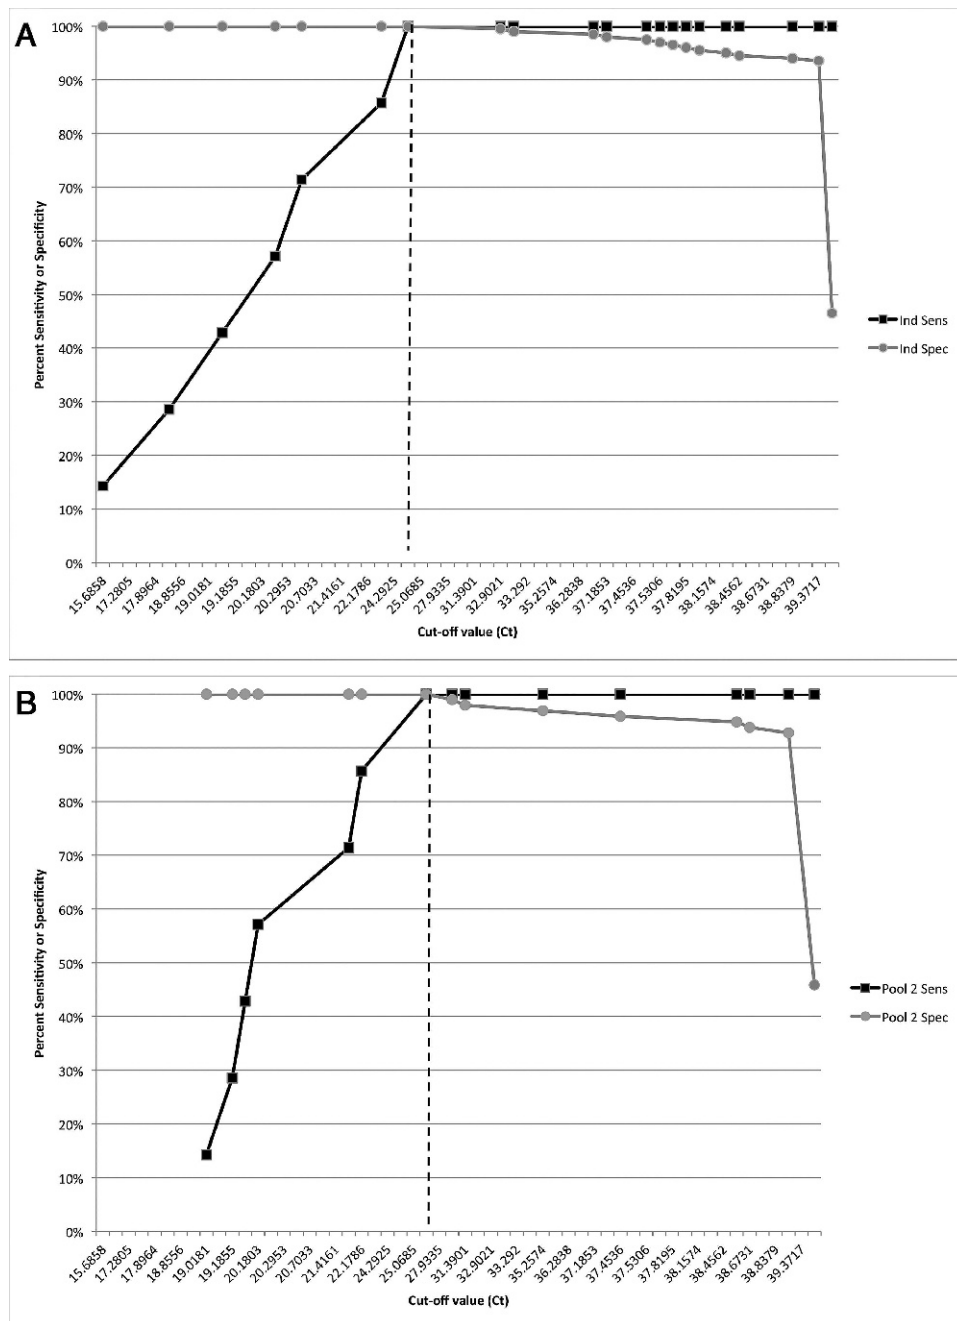 A
100%
90%
80%
70%
60%
50%
40%
30%
20%
10%
0%
Percent Sensitivity or Specificity
15.6858 17.2805 17.8964 18.8556 19.0181 19.1855 20.1803 20.2953 20.7033 21.4161 22.1786 24.2925 25.0685 27.9335 31.3901 32.9021 33.292 35.2574 36.2838 37.1853 37.4536 37.5306 37.8195 38.1574 38.4562 38.6731 38.8379 39.3717
Cut-off value (Ct)
Ind Sens
Ind Spec
B
100%
90%
80%
70%
60%
50%
40%
30%
20%
10%
0%
Percent Sensitivity or Specificity
15.6858 17.2805 17.8964 18.8556 19.0181 19.1855 20.1803 20.2953 20.7033 21.4161 22.1786 24.2925 25.0685 27.9335 31.3901 32.9021 33.292 35.2574 36.2838 37.1853 37.4536 37.5306 37.8195 38.1574 38.4562 38.6731 38.8379 39.3717
Cut-off value (Ct)
Pool 2 Sens
Pool 2 Spec